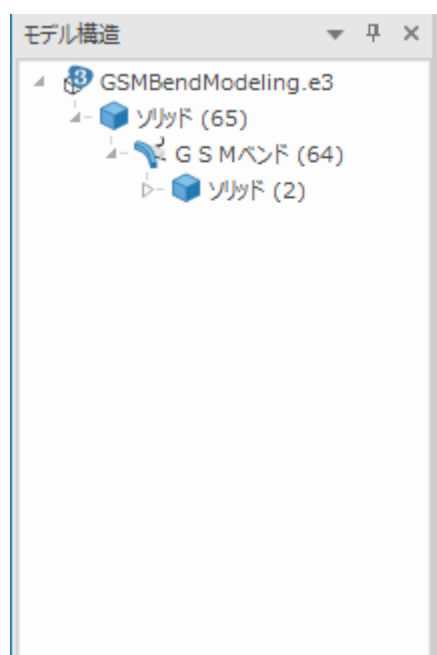 モデル構造
GSMBendModeling.e3
ソリッド (65)
ＧＳＭベンド (64)
ソリッド (2)